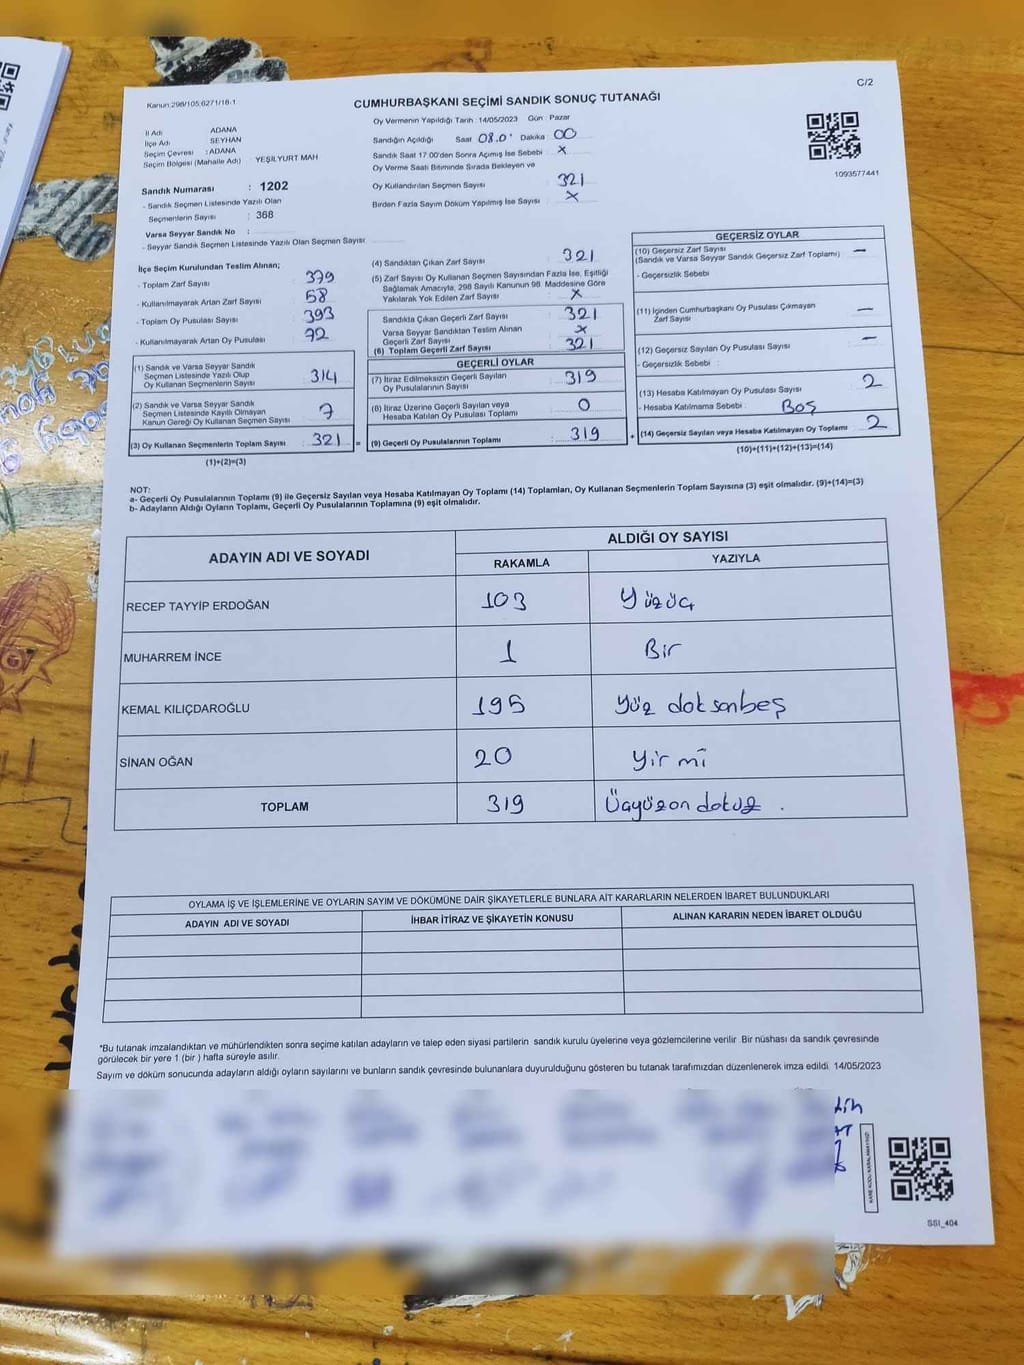 C/2
Kanun:298/105;6271/18-1
CUMHURBAŞKANI SEÇİMİ SANDIK SONUÇ TUTANAĞI
Oy Vermenin Yapıldığı Tarih : 14/05/2023 Gün : Pazar
İl Adı : ADANA
İlçe Adı : SEYHAN
Seçim Çevresi : ADANA
Seçim Bölgesi (Mahalle Adı) : YEŞİLYURT MAH
Sandığın Açıldığı Saat 08.0 Dakika 00
Sandık Saat 17:00'den Sonra Açımış İse Sebebi : x
Oy Verme Saati Bitiminde Sırada Bekleyen ve
Oy Kullandırılan Seçmen Sayısı : 321
Birden Fazla Sayım Döküm Yapılmış İse Sayısı : x
1093577441
Sandık Numarası : 1202
- Sandık Seçmen Listesinde Yazılı Olan
Seçmenlerin Sayısı : 368
Varsa Seyyar Sandık No :
- Seyyar Sandık Seçmen Listesinde Yazılı Olan Seçmen Sayısı
İlçe Seçim Kurulundan Teslim Alınan;
- Toplam Zarf Sayısı : 379
- Kullanılmayarak Artan Zarf Sayısı : 58
- Toplam Oy Pusulası Sayısı : 393
- Kullanılmayarak Artan Oy Pusulası : 72
(4) Sandıktan Çıkan Zarf Sayısı : 321
(5) Zarf Sayısı Oy Kullanan Seçmen Sayısından Fazla İse, Eşitliği
Sağlamak Amacıyla, 298 Sayılı Kanunun 98. Maddesine Göre
Yakılarak Yok Edilen Zarf Sayısı : x
Sandıkta Çıkan Geçerli Zarf Sayısı : 321
Varsa Seyyar Sandıktan Teslim Alınan
Geçerli Zarf Sayısı : x
(6) Toplam Geçerli Zarf Sayısı : 321
(1) Sandık ve Varsa Seyyar Sandık
Seçmen Listesinde Yazılı Olup
Oy Kullanan Seçmenlerin Sayısı : 314
(2) Sandık ve Varsa Seyyar Sandık
Seçmen Listesinde Kayıtlı Olmayan
Kanun Gereği Oy Kullanan Seçmen Sayısı : 7
(3) Oy Kullanan Seçmenlerin Toplam Sayısı : 321 =
(1)+(2)=(3)
GEÇERLİ OYLAR
(7) İtiraz Edilmeksizin Geçerli Sayılan
Oy Pusulalarının Sayısı : 319
(8) İtiraz Üzerine Geçerli Sayılan veya
Hesaba Katılan Oy Pusulası Toplamı : 0
(9) Geçerli Oy Pusulalarının Toplamı : 319 +
GEÇERSİZ OYLAR
(10) Geçersiz Zarf Sayısı : –
(Sandık ve Varsa Seyyar Sandık Geçersiz Zarf Toplamı)
- Geçersizlik Sebebi
(11) İçinden Cumhurbaşkanı Oy Pusulası Çıkmayan
Zarf Sayısı : –
(12) Geçersiz Sayılan Oy Pusulası Sayısı : –
- Geçersizlik Sebebi :
(13) Hesaba Katılmayan Oy Pusulası Sayısı : 2
- Hesaba Katılmama Sebebi : Boş
(14) Geçersiz Sayılan veya Hesaba Katılmayan Oy Toplamı : 2
(10)+(11)+(12)+(13)=(14)
NOT:
a- Geçerli Oy Pusulalarının Toplamı (9) ile Geçersiz Sayılan veya Hesaba Katılmayan Oy Toplamı (14) Toplamları, Oy Kullanan Seçmenlerin Toplam Sayısına (3) eşit olmalıdır. (9)+(14)=(3)
b- Adayların Aldığı Oyların Toplamı, Geçerli Oy Pusulalarının Toplamına (9) eşit olmalıdır.
ADAYIN ADI VE SOYADI
ALDIĞI OY SAYISI
RAKAMLA YAZIYLA
RECEP TAYYİP ERDOĞAN 103 Yüzüç
MUHARREM İNCE 1 Bir
KEMAL KILIÇDAROĞLU 195 Yüz doksanbeş
SİNAN OĞAN 20 Yirmi
TOPLAM 319 Üçyüzon dokuz .
OYLAMA İŞ VE İŞLEMLERİNE VE OYLARIN SAYIM VE DÖKÜMÜNE DAİR ŞİKAYETLERLE BUNLARA AİT KARARLARIN NELERDEN İBARET BULUNDUKLARI
ADAYIN ADI VE SOYADI İHBAR İTİRAZ VE ŞİKAYETİN KONUSU ALINAN KARARIN NEDEN İBARET OLDUĞU
*Bu tutanak imzalandıktan ve mühürlendikten sonra seçime katılan adayların ve talep eden siyasi partilerin sandık kurulu üyelerine veya gözlemcilerine verilir .Bir nüshası da sandık çevresinde
görülecek bir yere 1 (bir ) hafta süreyle asılır.
Sayım ve döküm sonucunda adayların aldığı oyların sayılarını ve bunların sandık çevresinde bulunanlara duyurulduğunu gösteren bu tutanak tarafımızdan düzenlenerek imza edildi. 14/05/2023
SSI_404